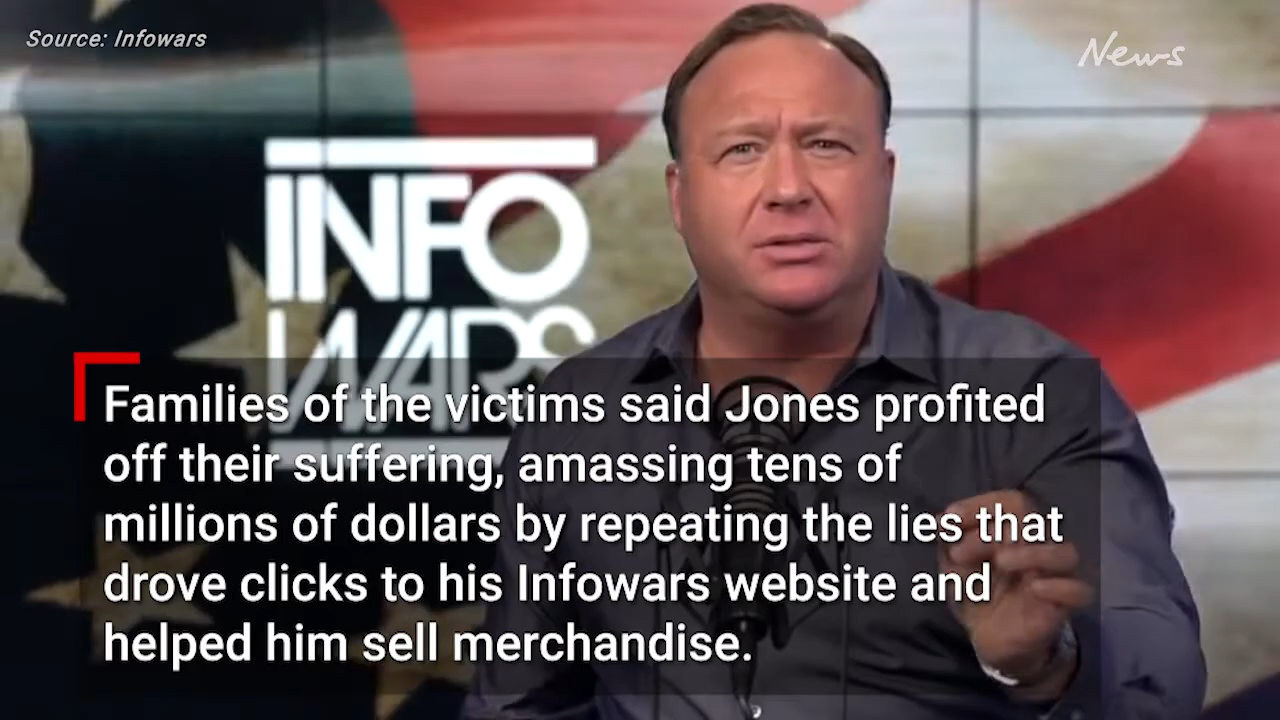 Source: Infowars
News
INFO
WARS
Families of the victims said Jones profited
off their suffering, amassing tens of
millions of dollars by repeating the lies that
drove clicks to his Infowars website and
helped him sell merchandise.